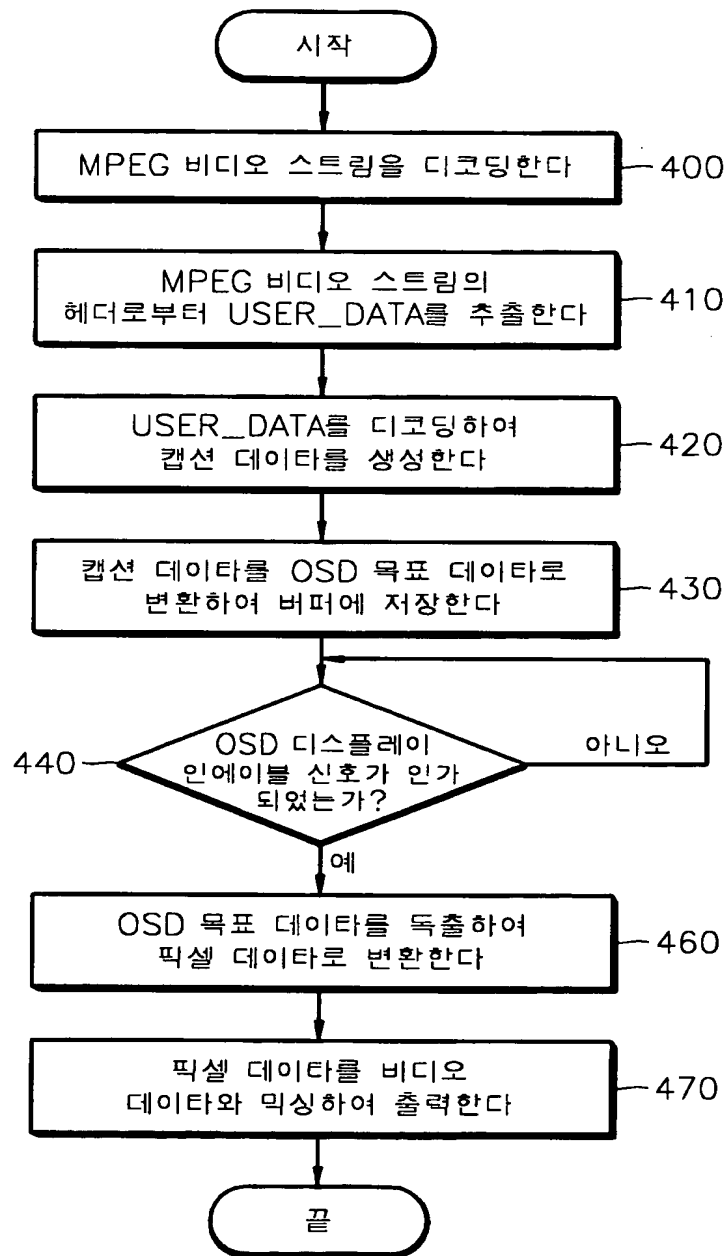 시작
MPEG 비디오 스트림을 디코딩한다
400
MPEG 비디오 스트림의
헤더로부터 USER_DATA를 추출한다
410
USER_DATA를 디코딩하여
캡션 데이타를 생성한다
420
캡션 데이타를 OSD 목표 데이타로
변환하여 버퍼에 저장한다
430
440
OSD 디스플레이
인에이블 신호가 인가
되었는가?
아니오
예
OSD 목표 데이타를 독출하여
픽셀 데이타로 변환한다
460
픽셀 데이타를 비디오
데이타와 믹싱하여 출력한다
470
끝